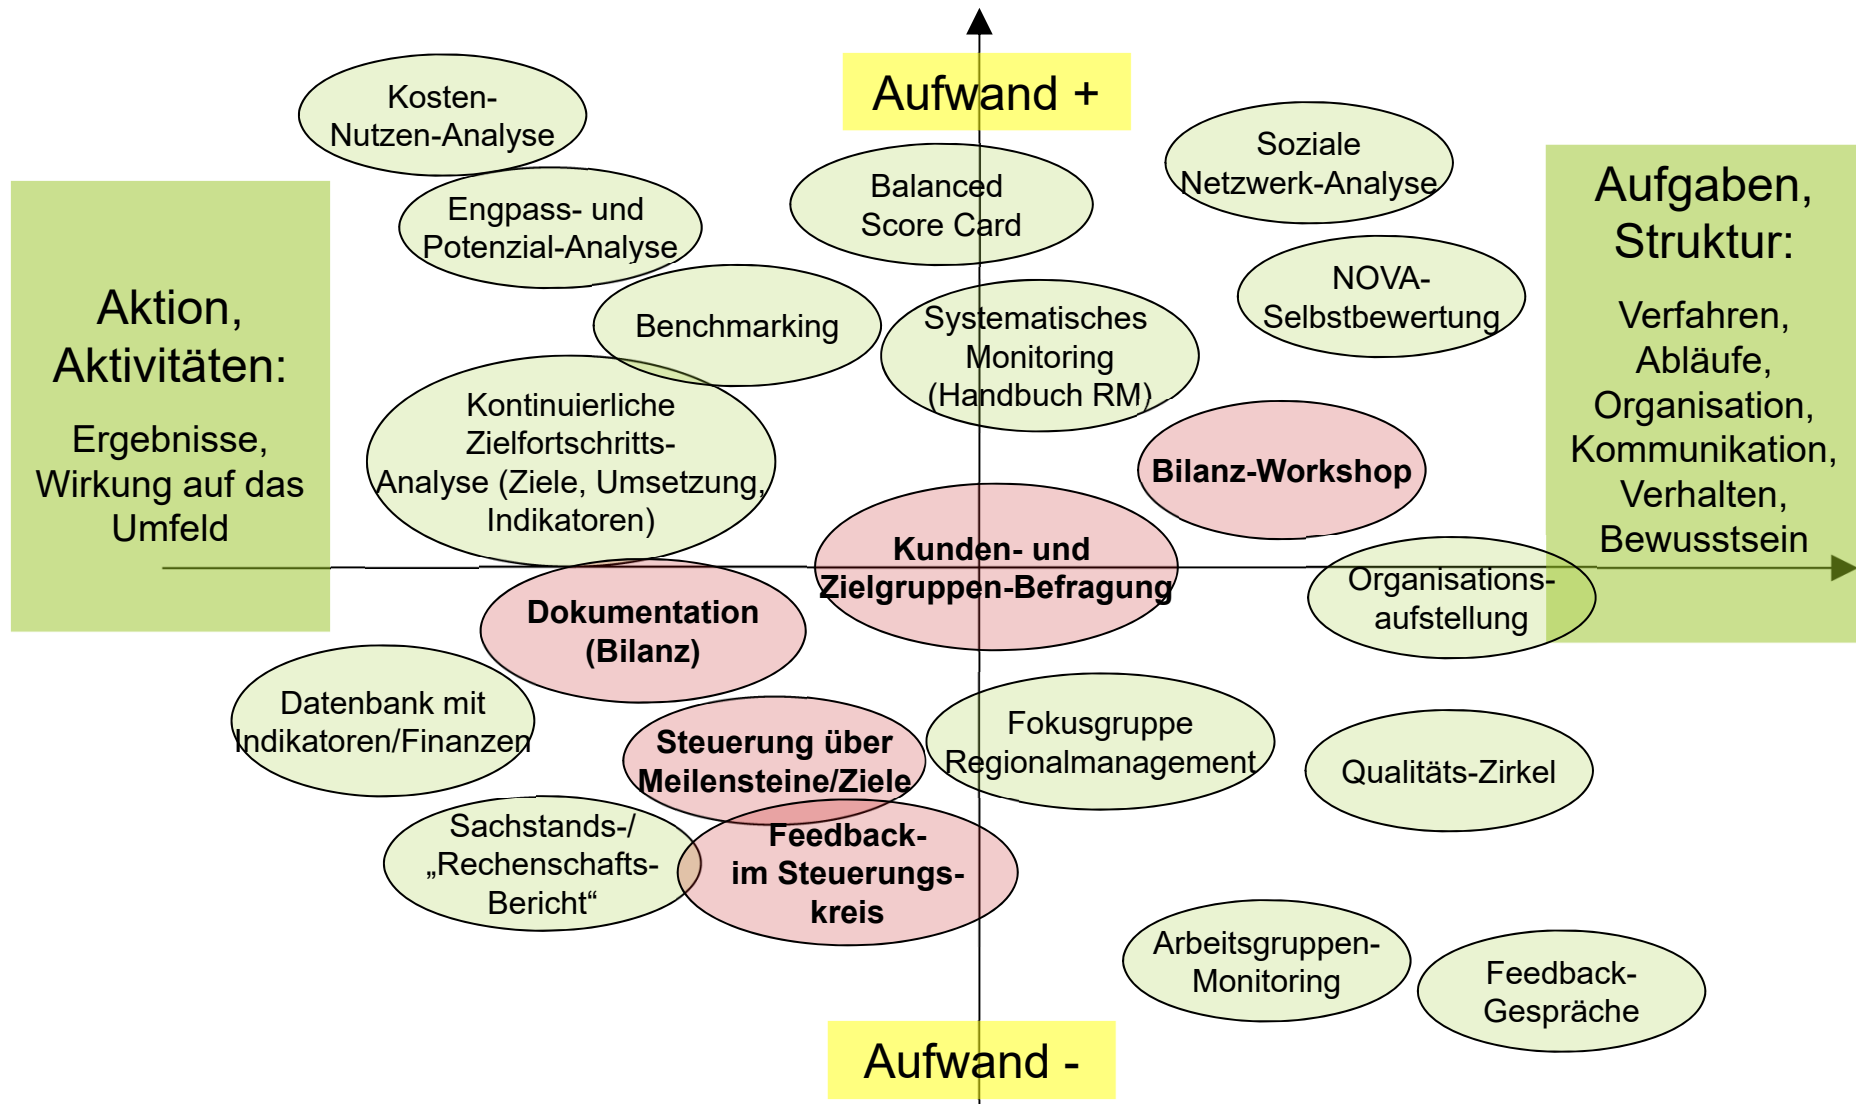 Aufwand +
Kosten-
Nutzen-Analyse
Engpass- und
Potenzial-Analyse
Balanced
Score Card
Soziale
Netzwerk-Analyse
Benchmarking
Systematisches
Monitoring
(Handbuch RM)
NOVA-
Selbstbewertung
Aktion,
Aktivitäten:
Ergebnisse,
Wirkung auf das
Umfeld
Kontinuierliche
Zielfortschritts-
Analyse (Ziele, Umsetzung,
Indikatoren)
Bilanz-Workshop
Aufgaben,
Struktur:
Verfahren,
Abläufe,
Organisation,
Kommunikation,
Verhalten,
Bewusstsein
Kunden- und
Zielgruppen-Befragung
Organisations-
aufstellung
Dokumentation
(Bilanz)
Datenbank mit
Indikatoren/Finanzen
Steuerung über
Meilensteine/Ziele
Fokusgruppe
Regionalmanagement
Qualitäts-Zirkel
Sachstands-/
„Rechenschafts-
Bericht“
Feedback-
im Steuerungs-
kreis
Arbeitsgruppen-
Monitoring
Feedback-
Gespräche
Aufwand -